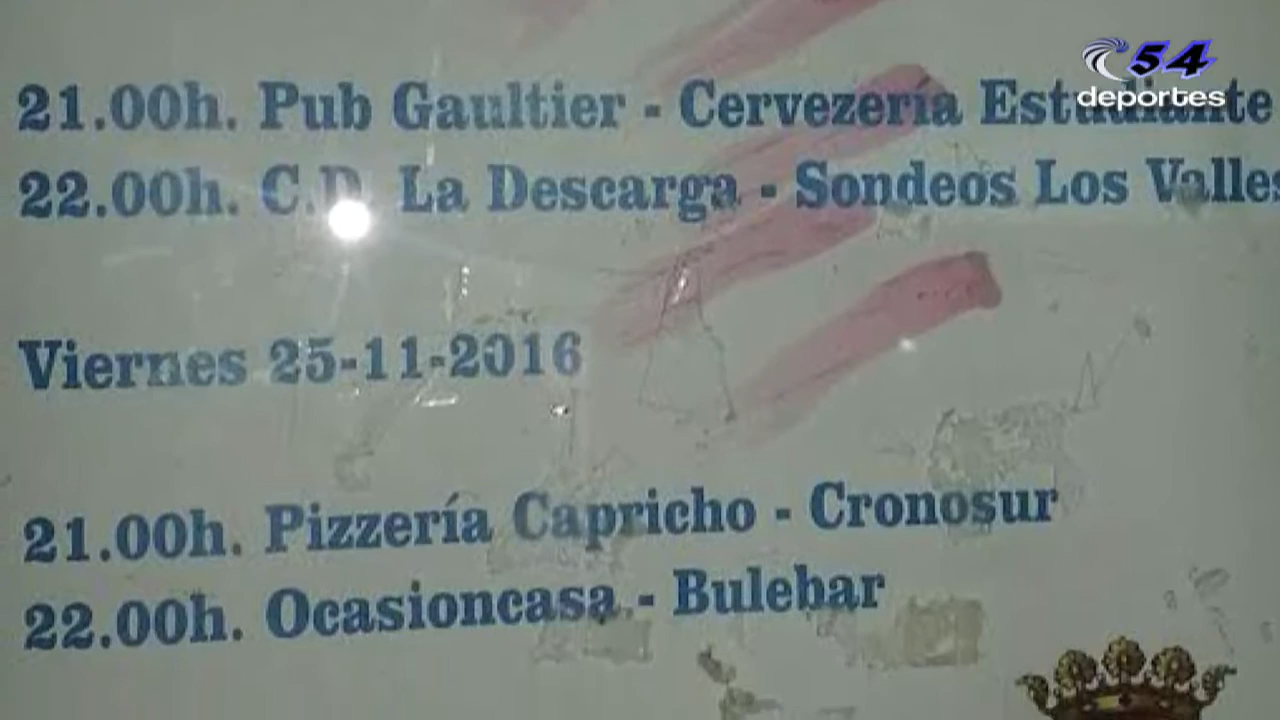 54
deportes
21.00h. Pub Gaultier - Cervezería Estudiante
22.00h. C.D. La Descarga - Sondeos Los Valles
Viernes 25-11-2016
21.00h. Pizzería Capricho - Cronosur
22.00h. Ocasioncasa - Bulebar